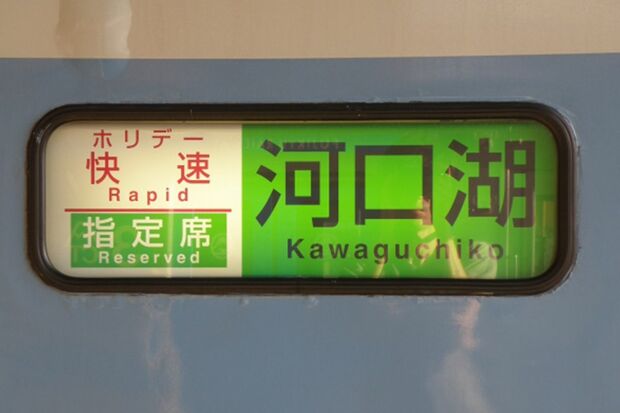 ホリデー
快速
Rapid
指定席
Reserved
河口湖
Kawaguchiko